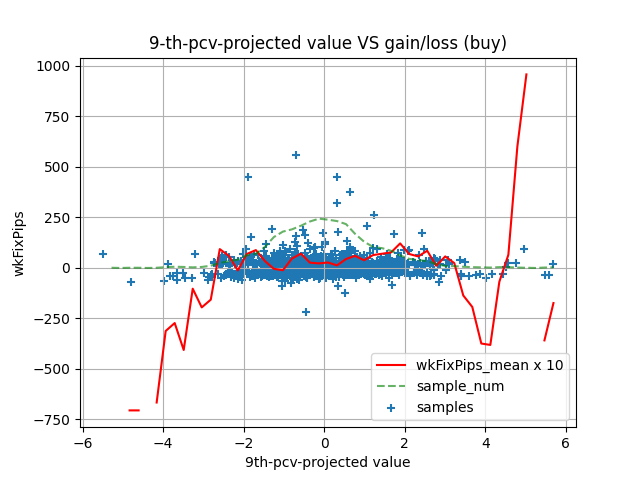 9-th-pcv-projected value VS gain/loss (buy)
1000
750
500
250
0
−250
−500
−750
wkFixPips
wkFixPips_mean x 10
sample_num
samples
−6 −4 −2 0 2 4 6
9th-pcv-projected value